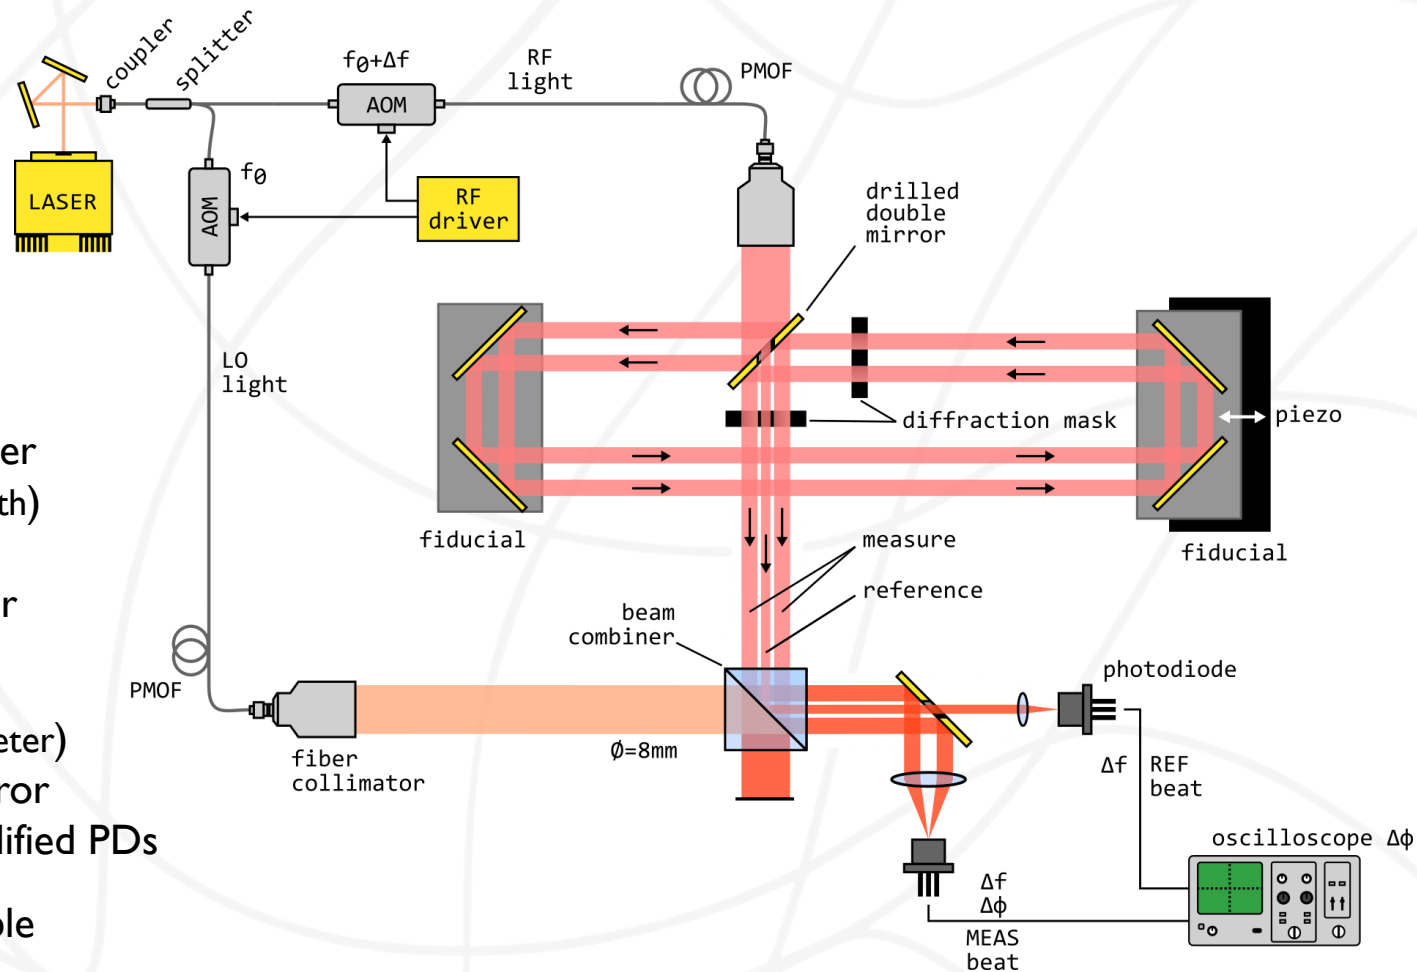 coupler
splitter
f0+Δf
RF
light
PMOF
AOM
LASER
AOM
f0
RF
driver
drilled
double
mirror
LO
light
diffraction mask
piezo
er
th)
fiducial
measure
fiducial
r
reference
beam
combiner
PMOF
photodiode
eter)
ror
Ø=8mm
fiber
collimator
Δf
REF
beat
lified PDs
oscilloscope Δϕ
Δf
Δϕ
ole
MEAS
beat